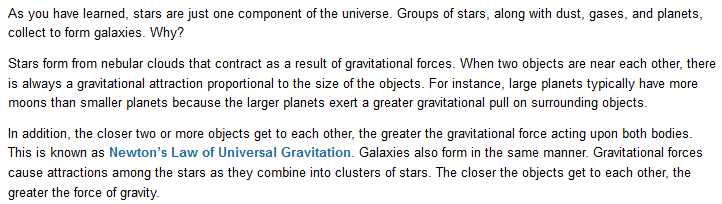 As you have learned, stars are just one component of the universe. Groups of stars, along with dust, gases, and planets,
collect to form galaxies. Why?
Stars form from nebular clouds that contract as a result of gravitational forces. When two objects are near each other, there
is always a gravitational attraction proportional to the size of the objects. For instance, large planets typically have more
moons than smaller planets because the larger planets exert a greater gravitational pull on surrounding objects.
In addition, the closer two or more objects get to each other, the greater the gravitational force acting upon both bodies.
This is known as Newton's Law of Universal Gravitation. Galaxies also form in the same manner. Gravitational forces
cause attractions among the stars as they combine into clusters of stars. The closer the objects get to each other, the
greater the force of gravity.